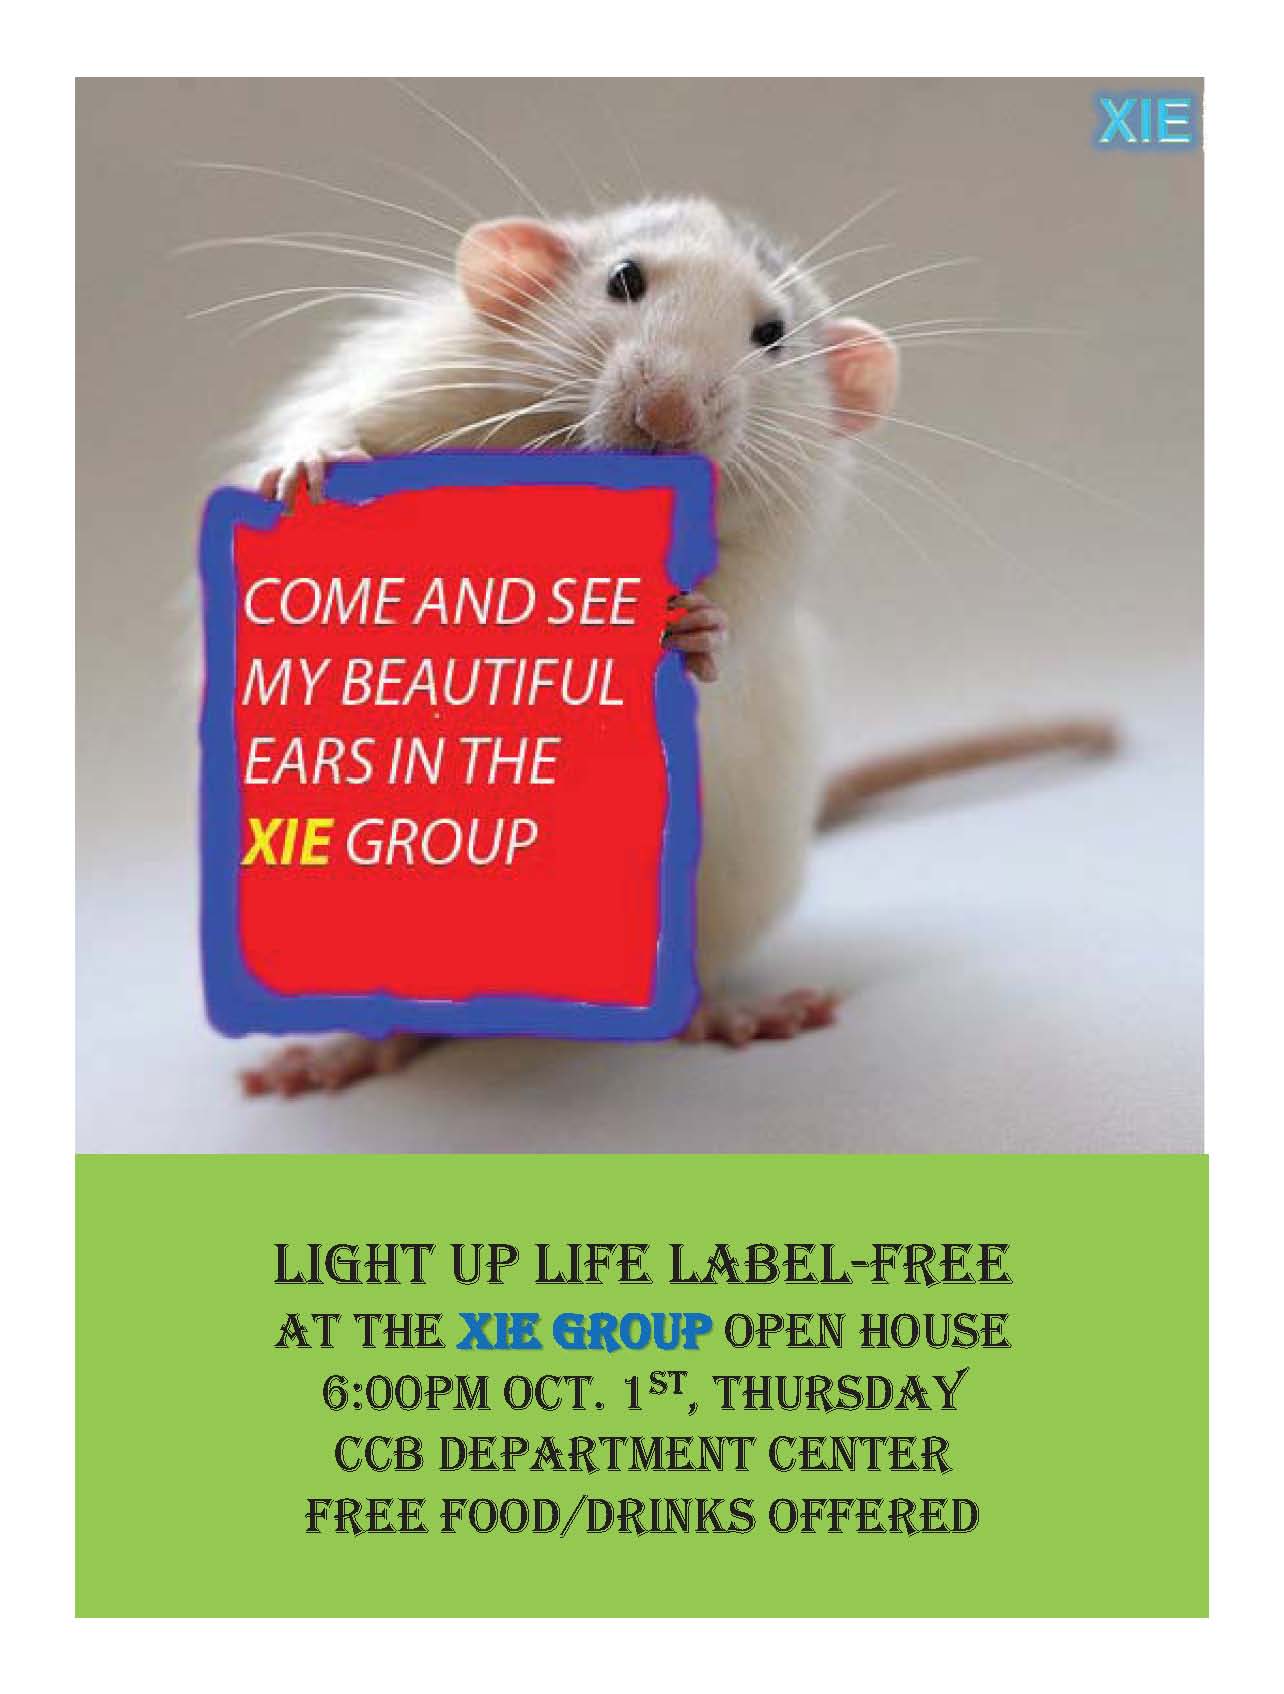 XIE
COME AND SEE
MY BEAUTIFUL
EARS IN THE
XIE GROUP
LIGHT UP LIFE LABEL-FREE
AT THE XIE GROUP OPEN HOUSE
6:00PM OCT. 1ST, THURSDAY
CCB DEPARTMENT CENTER
FREE FOOD/DRINKS OFFERED